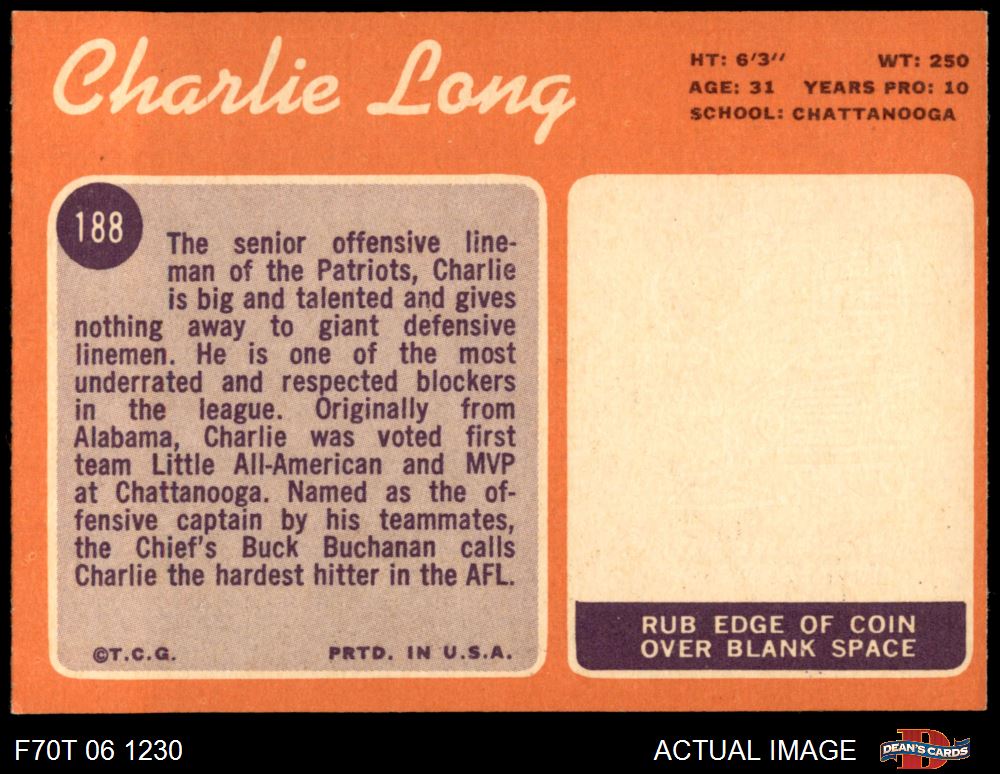 Charlie Long
HT: 6'3'' WT: 250
AGE: 31 YEARS PRO: 10
SCHOOL: CHATTANOOGA
188
The senior offensive line-
man of the Patriots, Charlie
is big and talented and gives
nothing away to giant defensive
linemen. He is one of the most
underrated and respected blockers
in the league. Originally from
Alabama, Charlie was voted first
team Little All-American and MVP
at Chattanooga. Named as the of-
fensive captain by his teammates,
the Chief's Buck Buchanan calls
Charlie the hardest hitter in the AFL.
©T.C.G. PRTD. IN U.S.A.
RUB EDGE OF COIN
OVER BLANK SPACE
F70T 06 1230 ACTUAL IMAGE DEAN'S CARDS